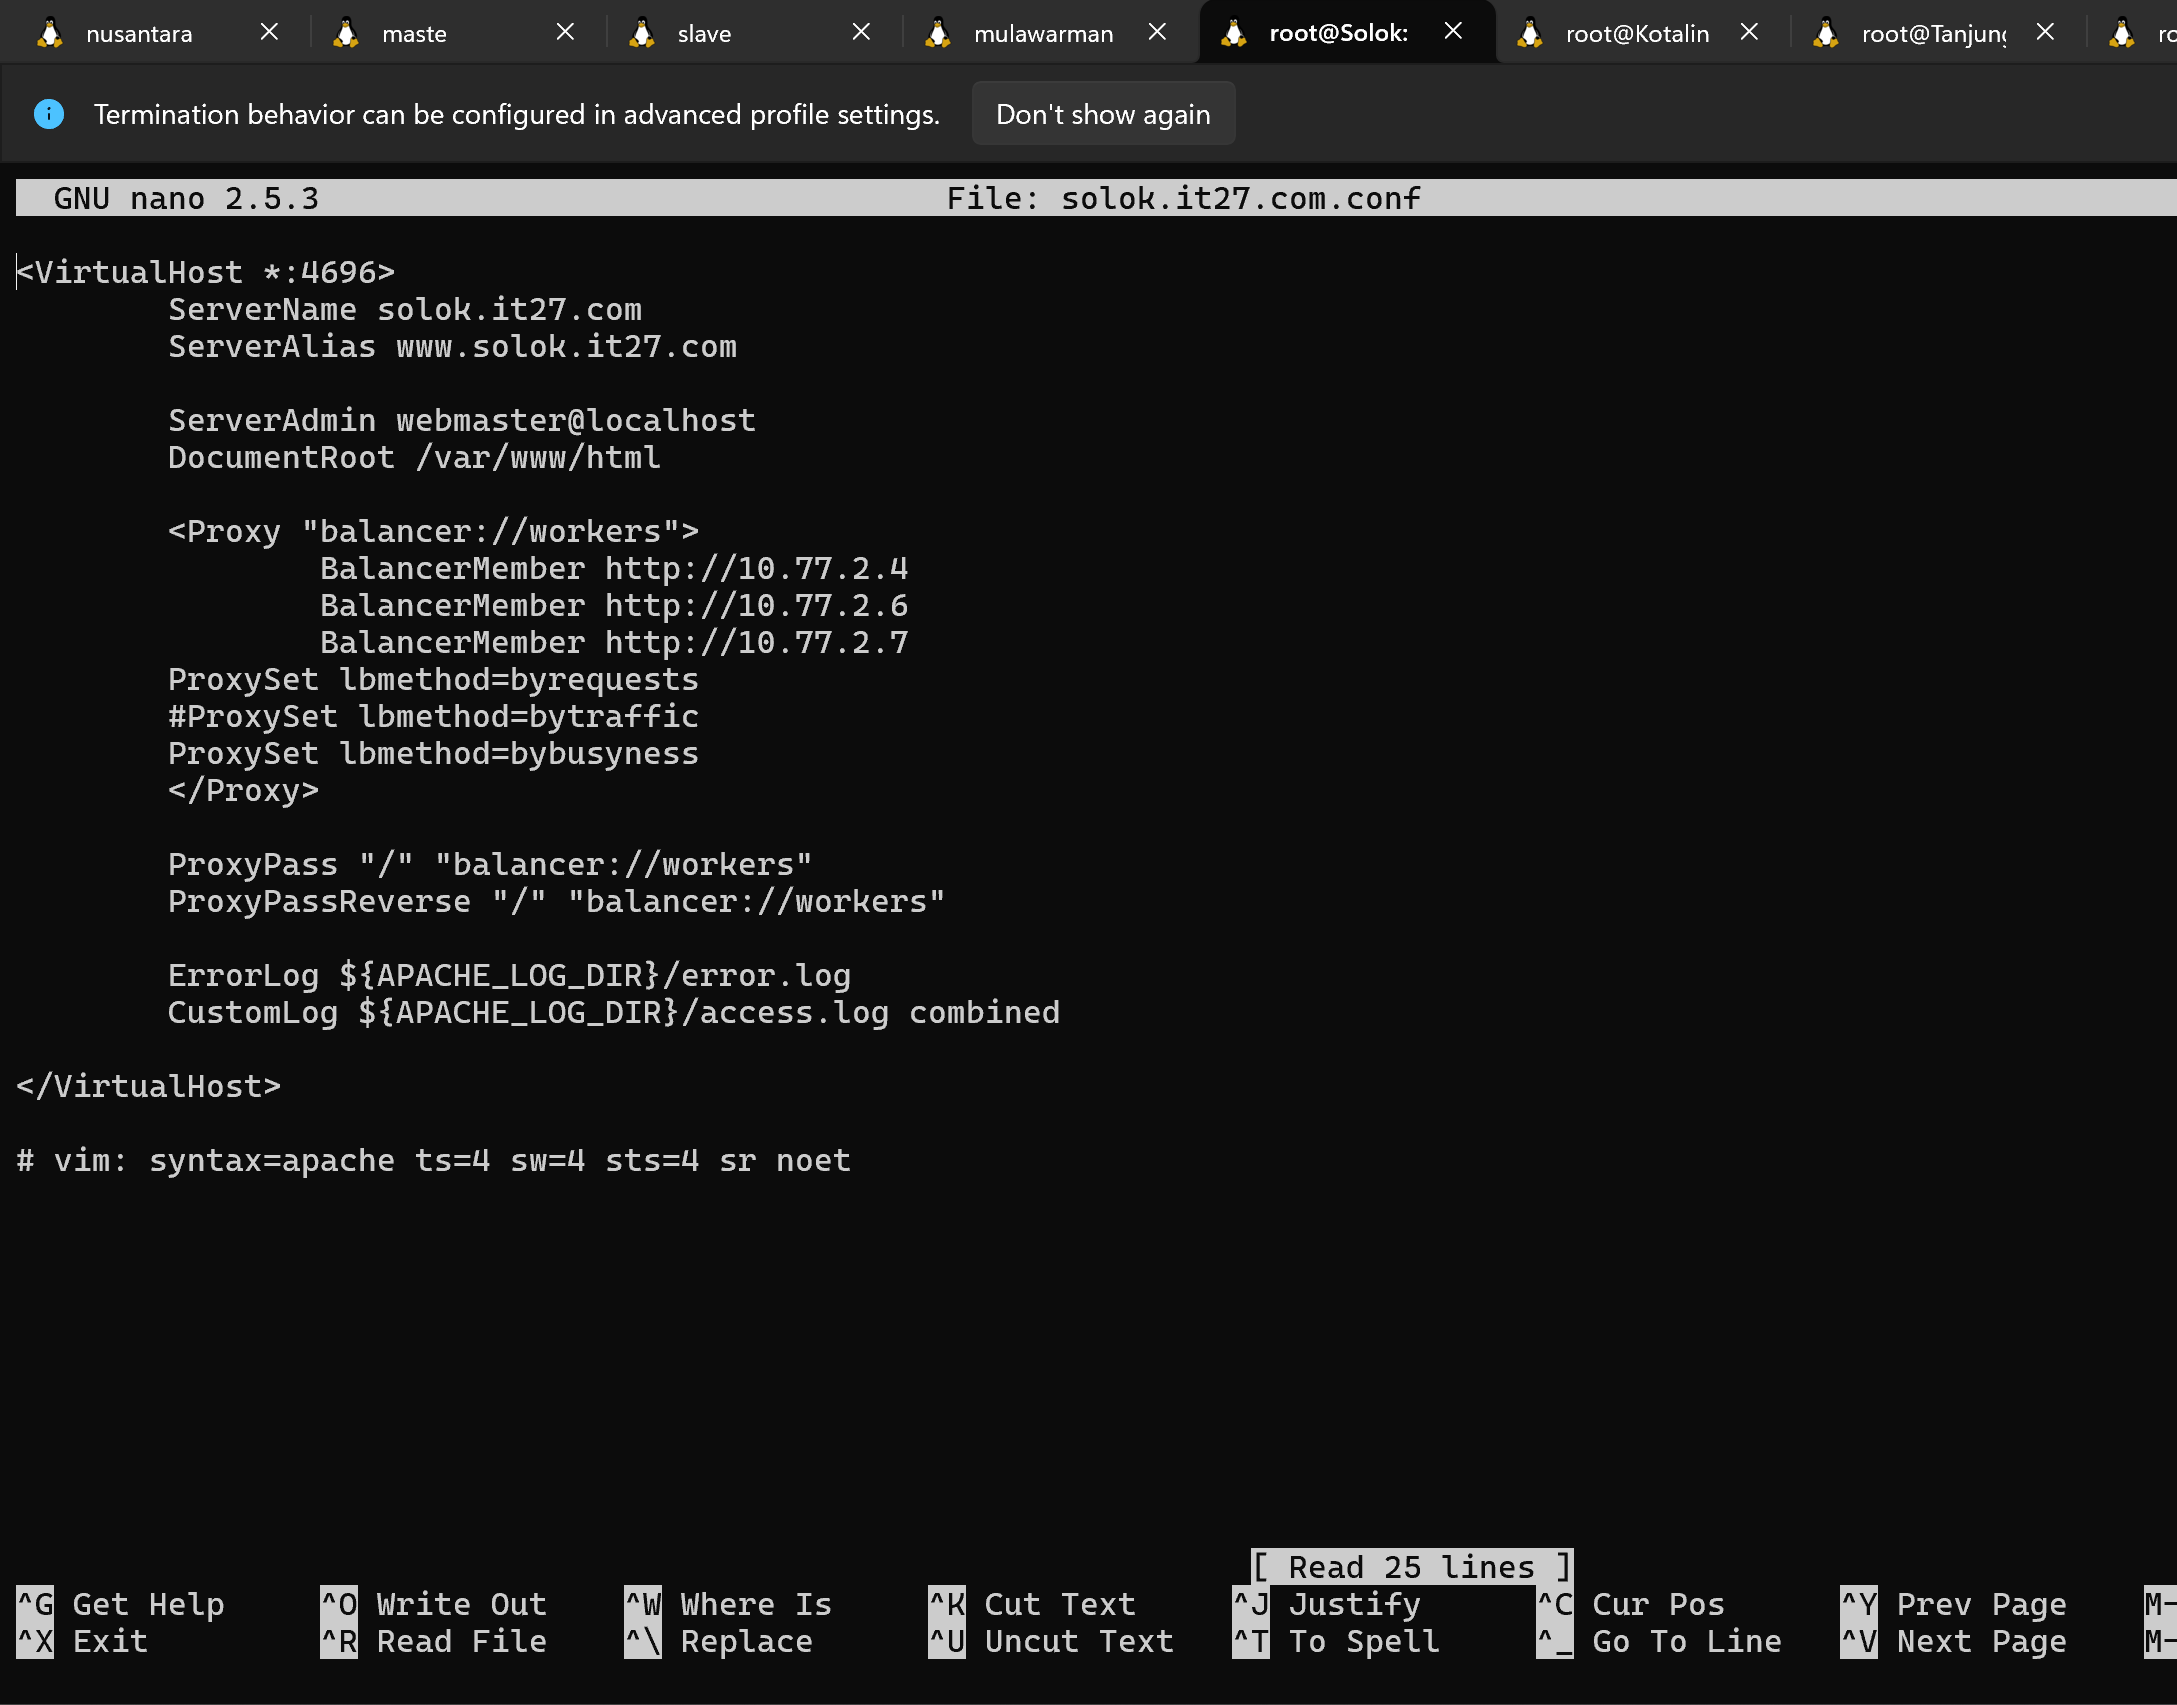 nusantara
maste
slave
mulawarman
root@Solok:
root@Kotalin
root@Tanjung
Termination behavior can be configured in advanced profile settings.
Don't show again
GNU nano 2.5.3 File: solok.it27.com.conf
<VirtualHost *:4696>
ServerName solok.it27.com
ServerAlias www.solok.it27.com
ServerAdmin webmaster@localhost
DocumentRoot /var/www/html
<Proxy "balancer://workers">
BalancerMember http://10.77.2.4
BalancerMember http://10.77.2.6
BalancerMember http://10.77.2.7
ProxySet lbmethod=byrequests
#ProxySet lbmethod=bytraffic
ProxySet lbmethod=bybusyness
</Proxy>
ProxyPass "/" "balancer://workers"
ProxyPassReverse "/" "balancer://workers"
ErrorLog ${APACHE_LOG_DIR}/error.log
CustomLog ${APACHE_LOG_DIR}/access.log combined
</VirtualHost>
# vim: syntax=apache ts=4 sw=4 sts=4 sr noet
[ Read 25 lines ]
^G Get Help ^O Write Out ^W Where Is ^K Cut Text ^J Justify ^C Cur Pos ^Y Prev Page M-
^X Exit ^R Read File ^\ Replace ^U Uncut Text ^T To Spell ^_ Go To Line ^V Next Page M-